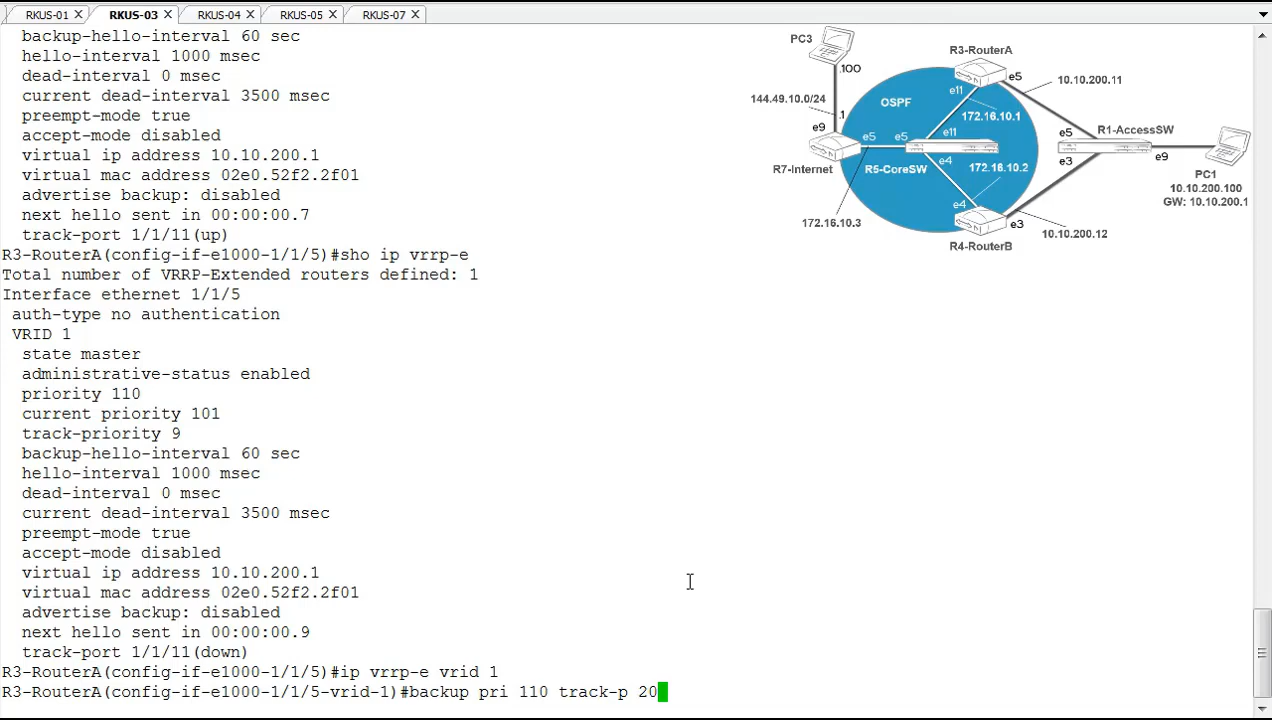 RKUS-01 X RKUS-03 X RKUS-04 X RKUS-05 X RKUS-07 X
backup-hello-interval 60 sec
hello-interval 1000 msec
dead-interval 0 msec
current dead-interval 3500 msec
preempt-mode true
accept-mode disabled
virtual ip address 10.10.200.1
virtual mac address 02e0.52f2.2f01
advertise backup: disabled
next hello sent in 00:00:00.7
track-port 1/1/11(up)
R3-RouterA(config-if-e1000-1/1/5)#sho ip vrrp-e
Total number of VRRP-Extended routers defined: 1
Interface ethernet 1/1/5
auth-type no authentication
VRID 1
state master
administrative-status enabled
priority 110
current priority 101
track-priority 9
backup-hello-interval 60 sec
hello-interval 1000 msec
dead-interval 0 msec
current dead-interval 3500 msec
preempt-mode true
accept-mode disabled
virtual ip address 10.10.200.1
virtual mac address 02e0.52f2.2f01
advertise backup: disabled
next hello sent in 00:00:00.9
track-port 1/1/11(down)
R3-RouterA(config-if-e1000-1/1/5)#ip vrrp-e vrid 1
R3-RouterA(config-if-e1000-1/1/5-vrid-1)#backup pri 110 track-p 20
PC3
.100
144.49.10.0/24
.1
e9
R7-Internet
e5
172.16.10.3
OSPF
e5
R5-CoreSW
e11
e4
R3-RouterA
e5
e11
172.16.10.1
10.10.200.11
172.16.10.2
e4
e3
R4-RouterB
10.10.200.12
R1-AccessSW
e5
e3
e9
PC1
10.10.200.100
GW: 10.10.200.1